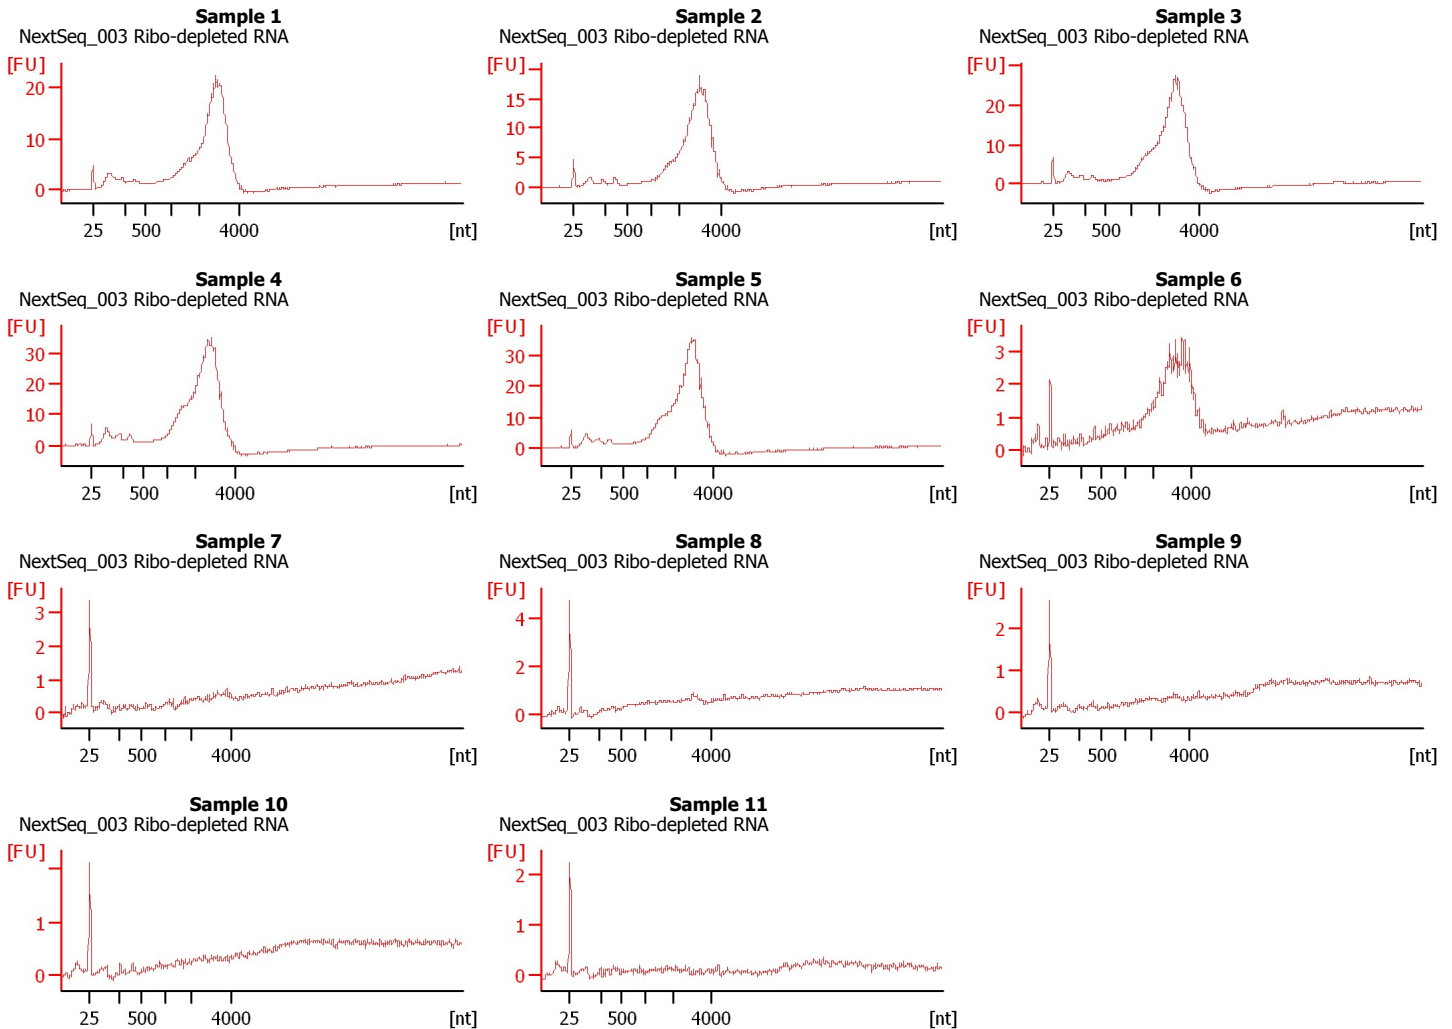 Sample 1
NextSeq_003 Ribo-depleted RNA
[FU]
20
10
0
25 500 4000 [nt]
Sample 2
NextSeq_003 Ribo-depleted RNA
[FU]
15
10
5
0
25 500 4000 [nt]
Sample 3
NextSeq_003 Ribo-depleted RNA
[FU]
20
10
0
25 500 4000 [nt]
Sample 4
NextSeq_003 Ribo-depleted RNA
[FU]
30
20
10
0
25 500 4000 [nt]
Sample 5
NextSeq_003 Ribo-depleted RNA
[FU]
30
20
10
0
25 500 4000 [nt]
Sample 6
NextSeq_003 Ribo-depleted RNA
[FU]
3
2
1
0
25 500 4000 [nt]
Sample 7
NextSeq_003 Ribo-depleted RNA
[FU]
3
2
1
0
25 500 4000 [nt]
Sample 8
NextSeq_003 Ribo-depleted RNA
[FU]
4
2
0
25 500 4000 [nt]
Sample 9
NextSeq_003 Ribo-depleted RNA
[FU]
2
1
0
25 500 4000 [nt]
Sample 10
NextSeq_003 Ribo-depleted RNA
[FU]
1
0
25 500 4000 [nt]
Sample 11
NextSeq_003 Ribo-depleted RNA
[FU]
2
1
0
25 500 4000 [nt]